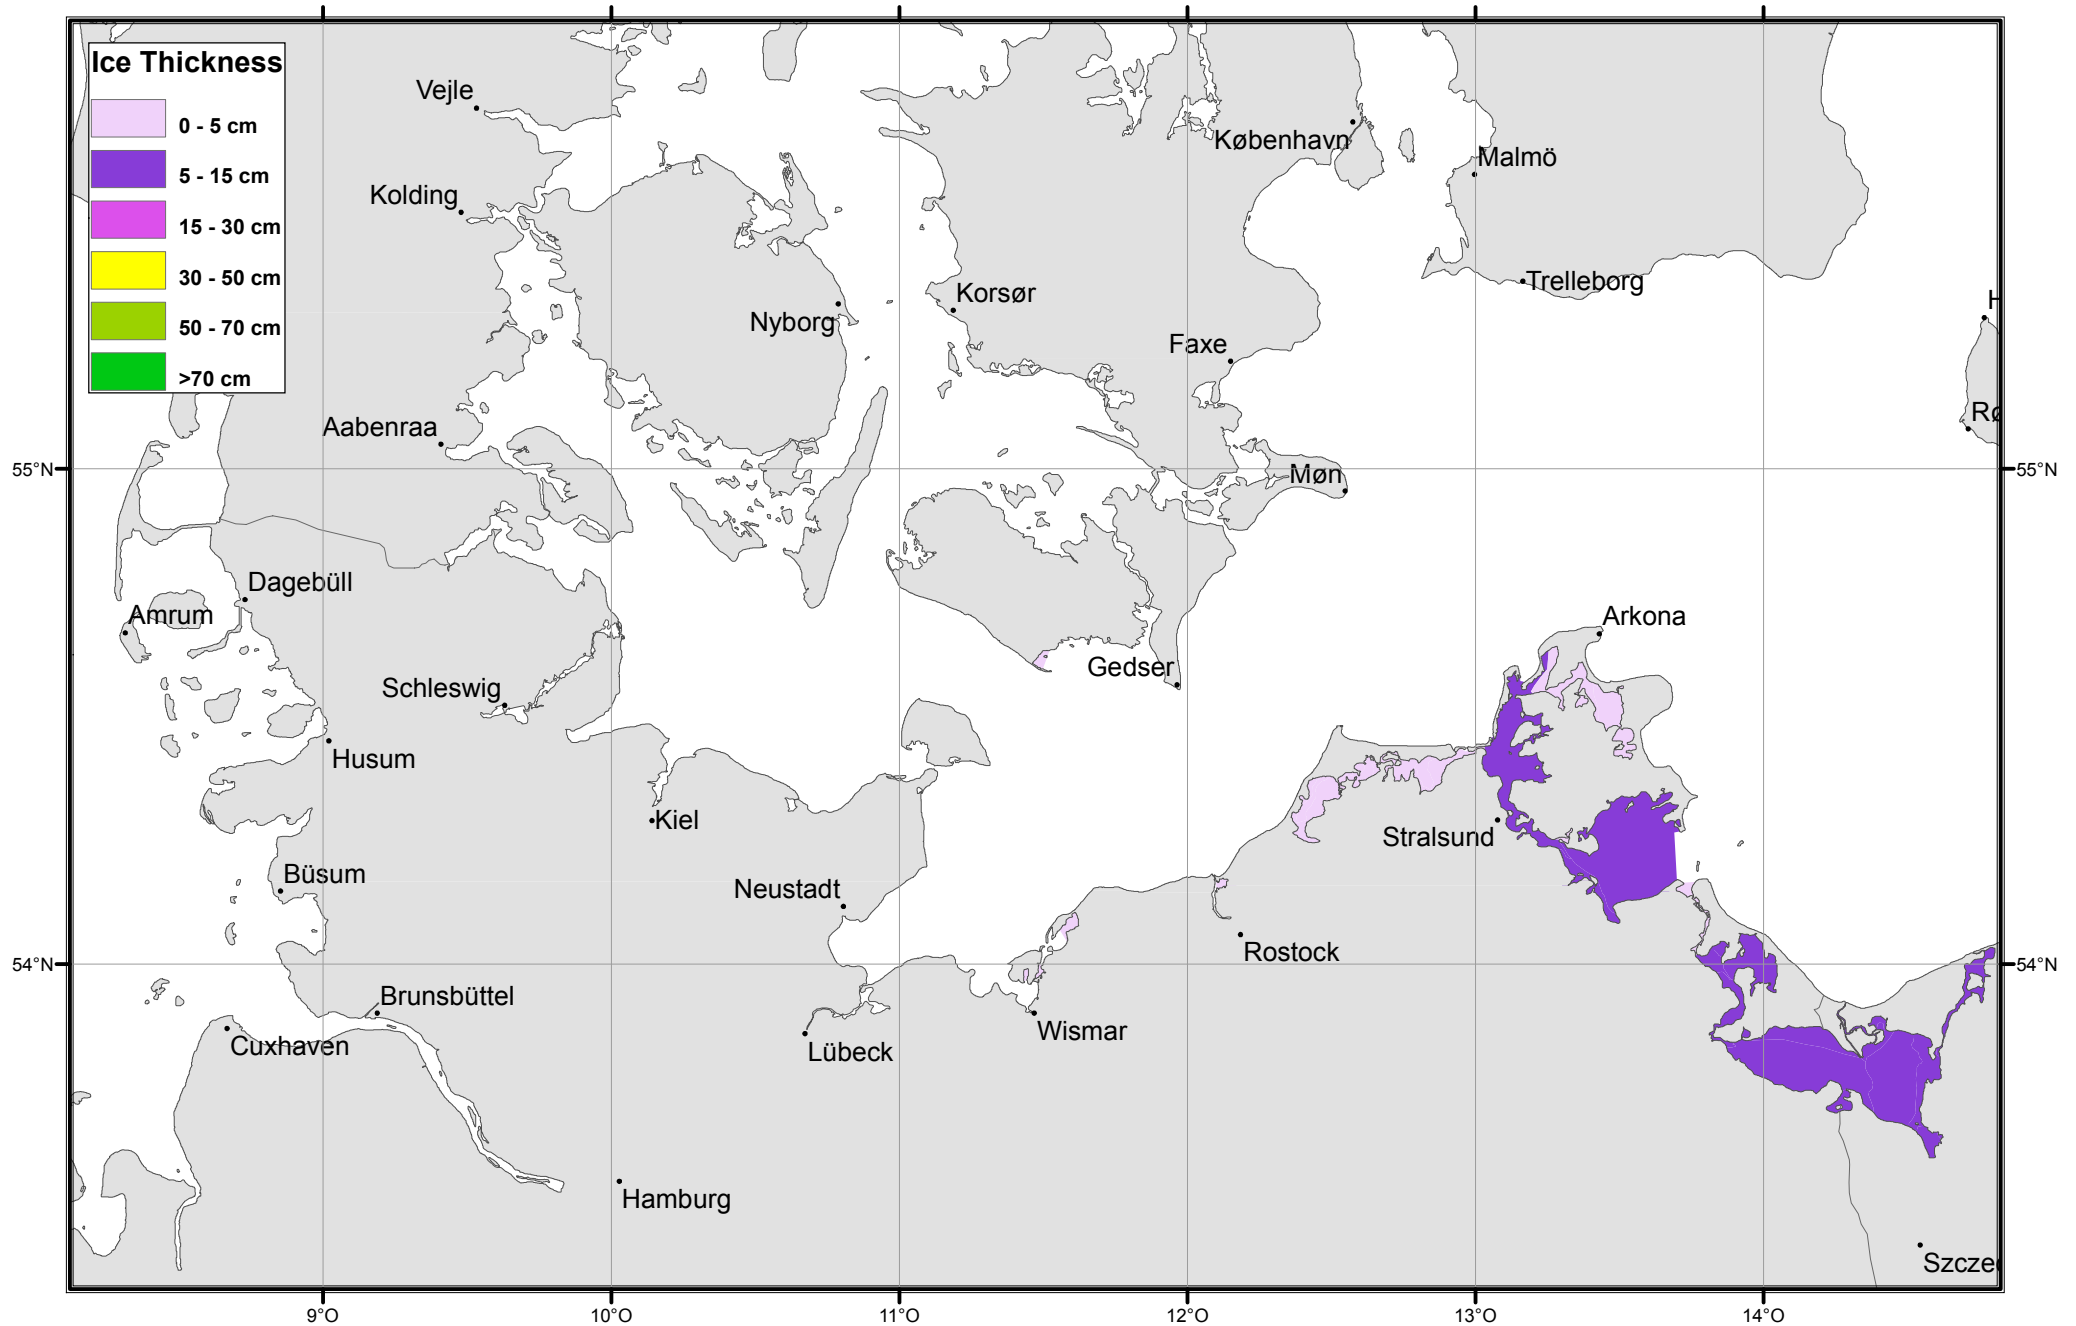 Ice Thickness
0 - 5 cm
5 - 15 cm
15 - 30 cm
30 - 50 cm
50 - 70 cm
>70 cm
Vejle
København
Malmö
Kolding
Trelleborg
Korsør
H
Nyborg
Faxe
Rø
Aabenraa
55°N
55°N
Møn
Dagebüll
Amrum
Arkona
Gedser
Schleswig
Husum
Kiel
Stralsund
Büsum
Neustadt
Rostock
54°N
54°N
Brunsbüttel
Cuxhaven
Lübeck
Wismar
Hamburg
Szcze
9°O
10°O
11°O
12°O
13°O
14°O